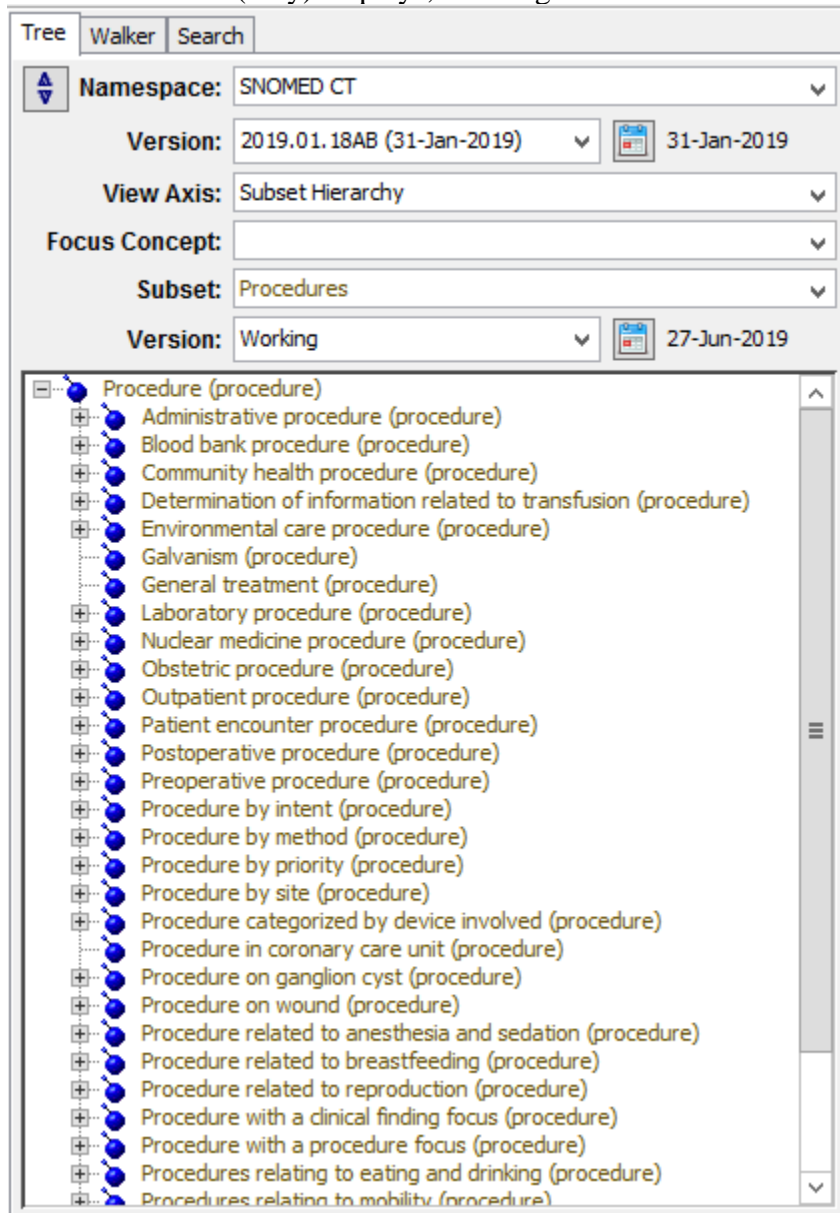 Tree Walker Search
Namespace: SNOMED CT
Version: 2019.01.18AB (31-Jan-2019) 31-Jan-2019
View Axis: Subset Hierarchy
Focus Concept:
Subset: Procedures
Version: Working 27-Jun-2019
Procedure (procedure)
Administrative procedure (procedure)
Blood bank procedure (procedure)
Community health procedure (procedure)
Determination of information related to transfusion (procedure)
Environmental care procedure (procedure)
Galvanism (procedure)
General treatment (procedure)
Laboratory procedure (procedure)
Nuclear medicine procedure (procedure)
Obstetric procedure (procedure)
Outpatient procedure (procedure)
Patient encounter procedure (procedure)
Postoperative procedure (procedure)
Preoperative procedure (procedure)
Procedure by intent (procedure)
Procedure by method (procedure)
Procedure by priority (procedure)
Procedure by site (procedure)
Procedure categorized by device involved (procedure)
Procedure in coronary care unit (procedure)
Procedure on ganglion cyst (procedure)
Procedure on wound (procedure)
Procedure related to anesthesia and sedation (procedure)
Procedure related to breastfeeding (procedure)
Procedure related to reproduction (procedure)
Procedure with a clinical finding focus (procedure)
Procedure with a procedure focus (procedure)
Procedures relating to eating and drinking (procedure)
Procedures relating to mobility (procedure)